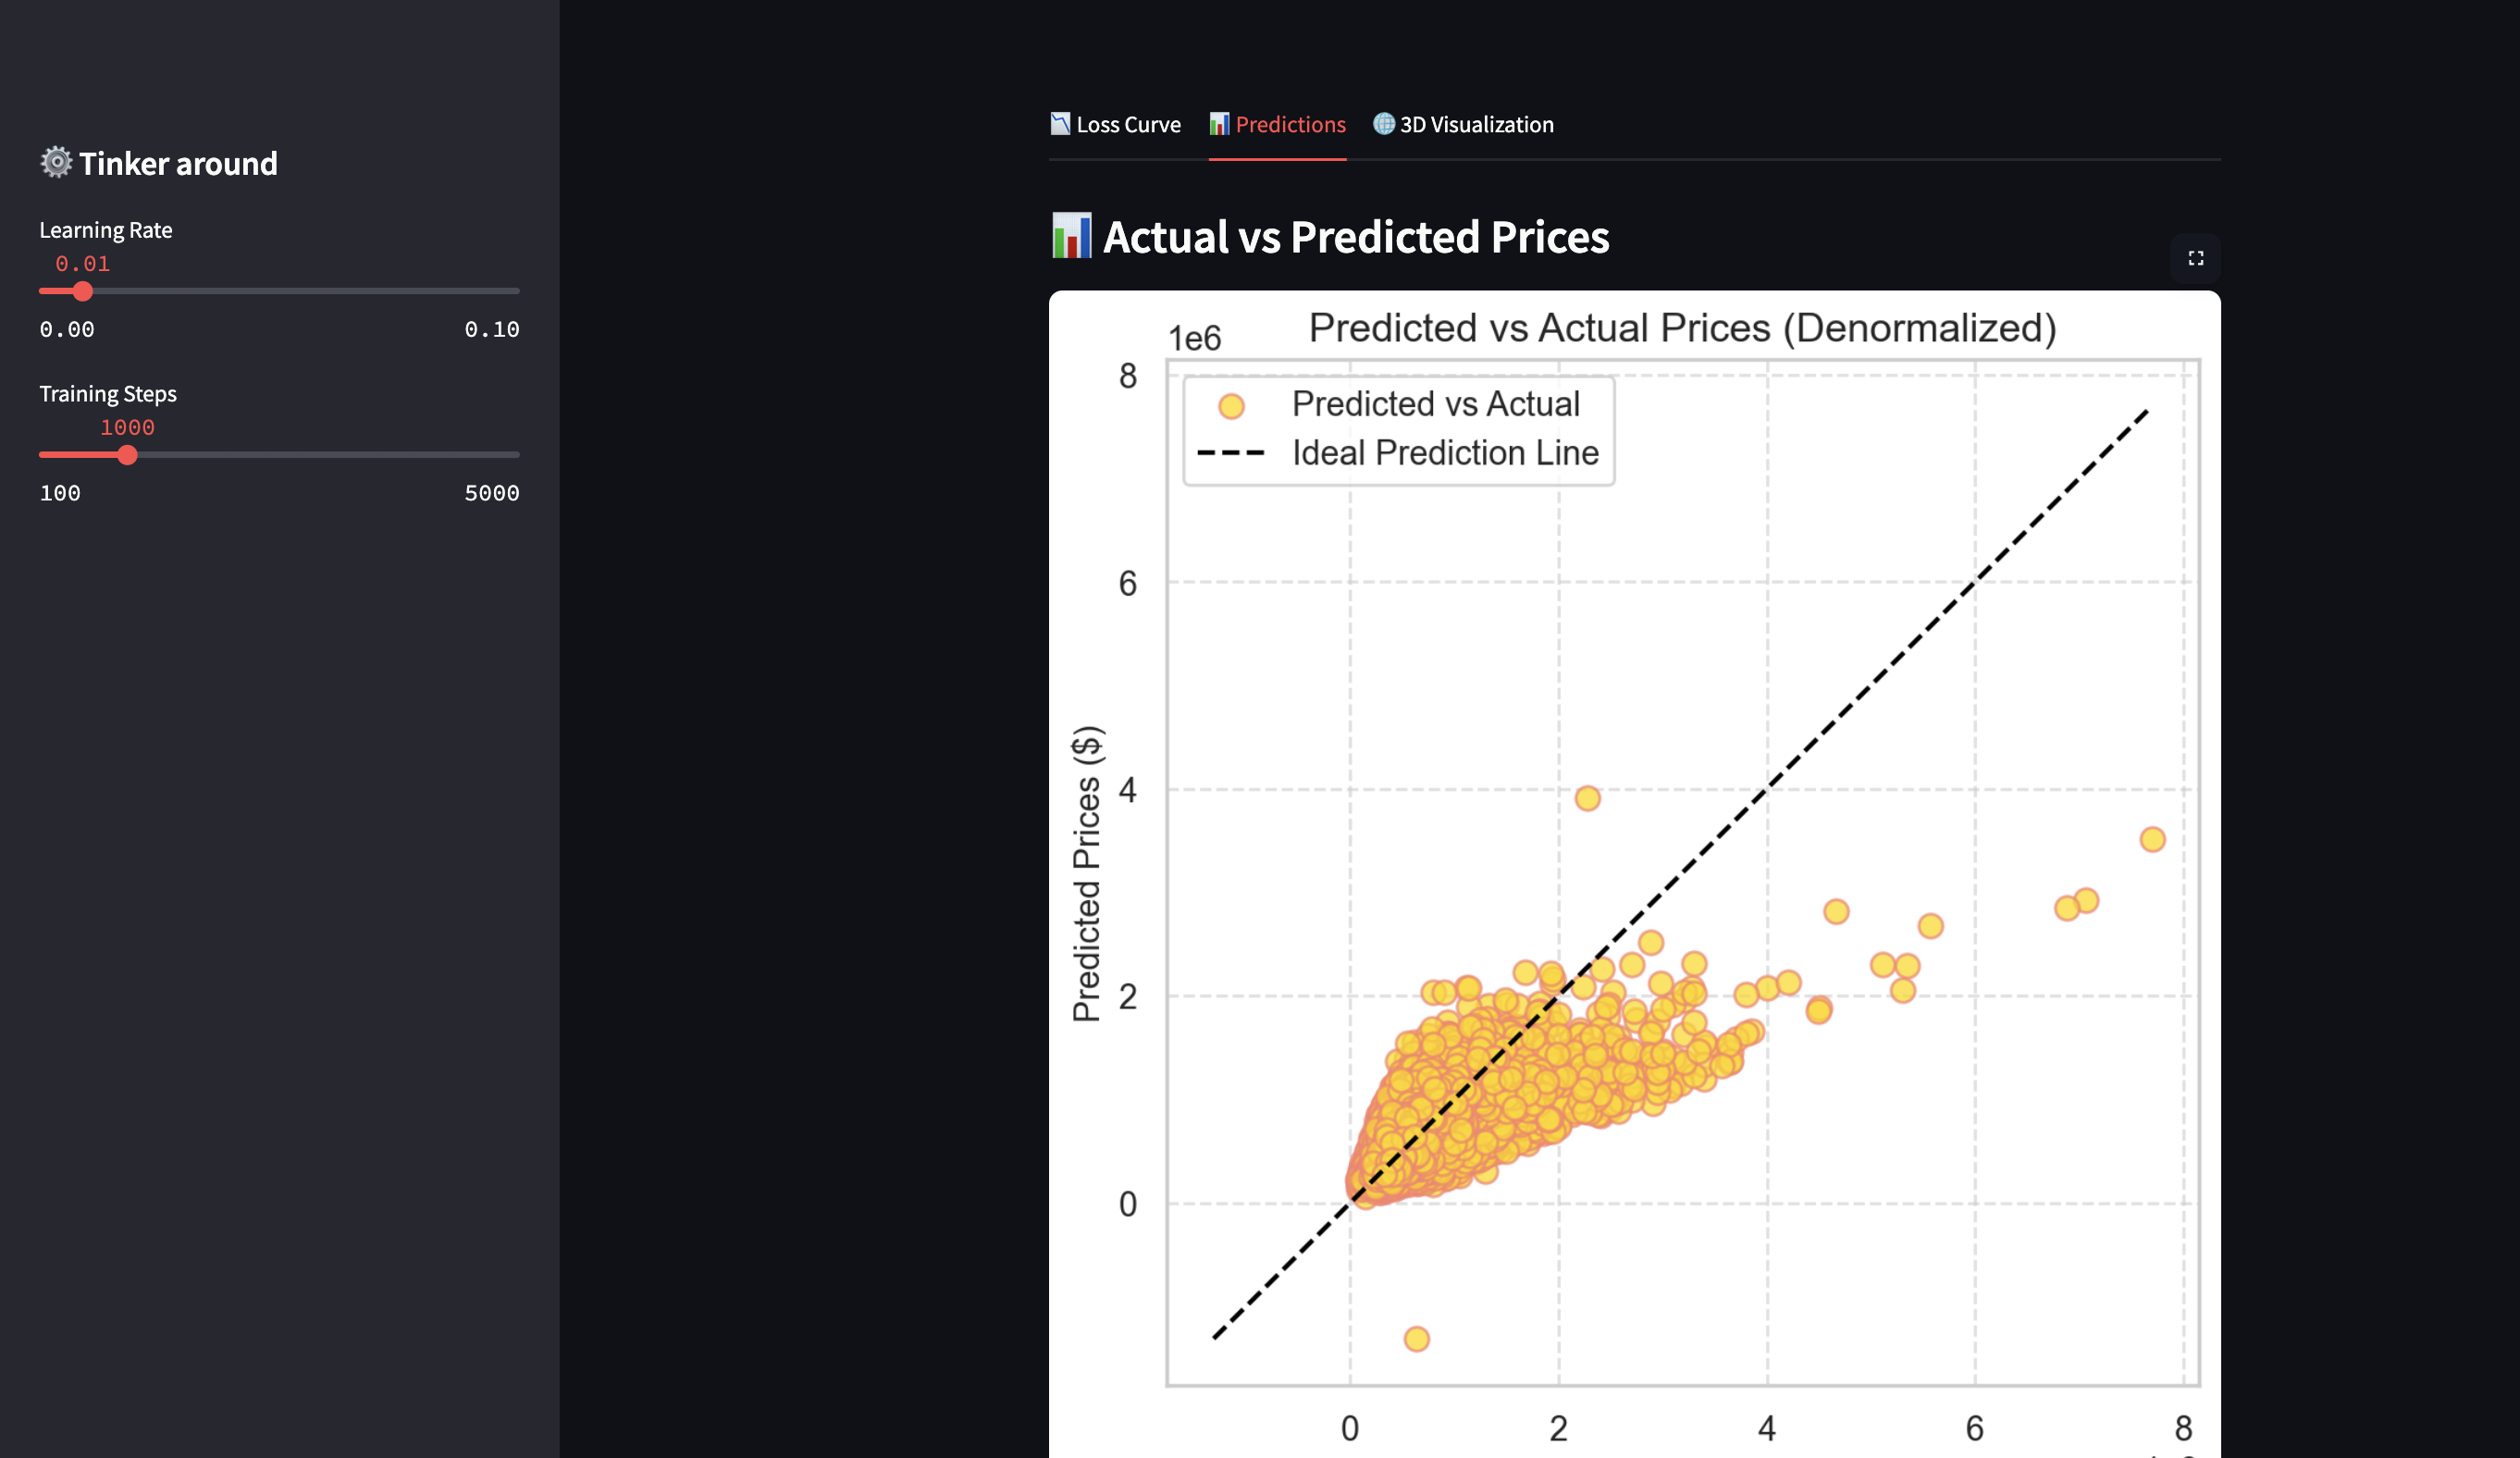 Tinker around
Learning Rate
0.01
0.00 0.10
Training Steps
1000
100 5000
Loss Curve Predictions 3D Visualization
Actual vs Predicted Prices
Predicted vs Actual Prices (Denormalized)
1e6
Predicted vs Actual
Ideal Prediction Line
Predicted Prices ($)
8
6
4
2
0
0 2 4 6 8